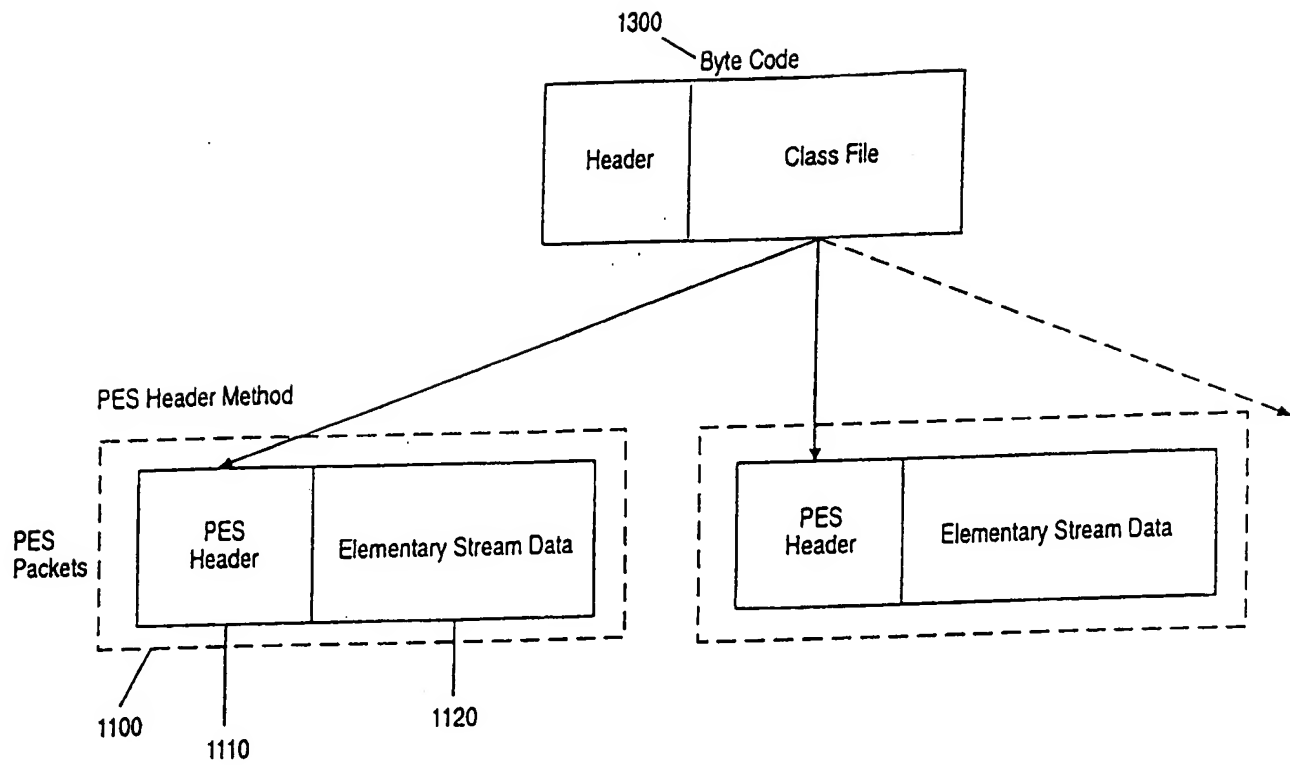 1300
Byte Code
Header
Class File
PES Header Method
PES
Packets
PES
Header
Elementary Stream Data
PES
Header
Elementary Stream Data
1100
1110
1120